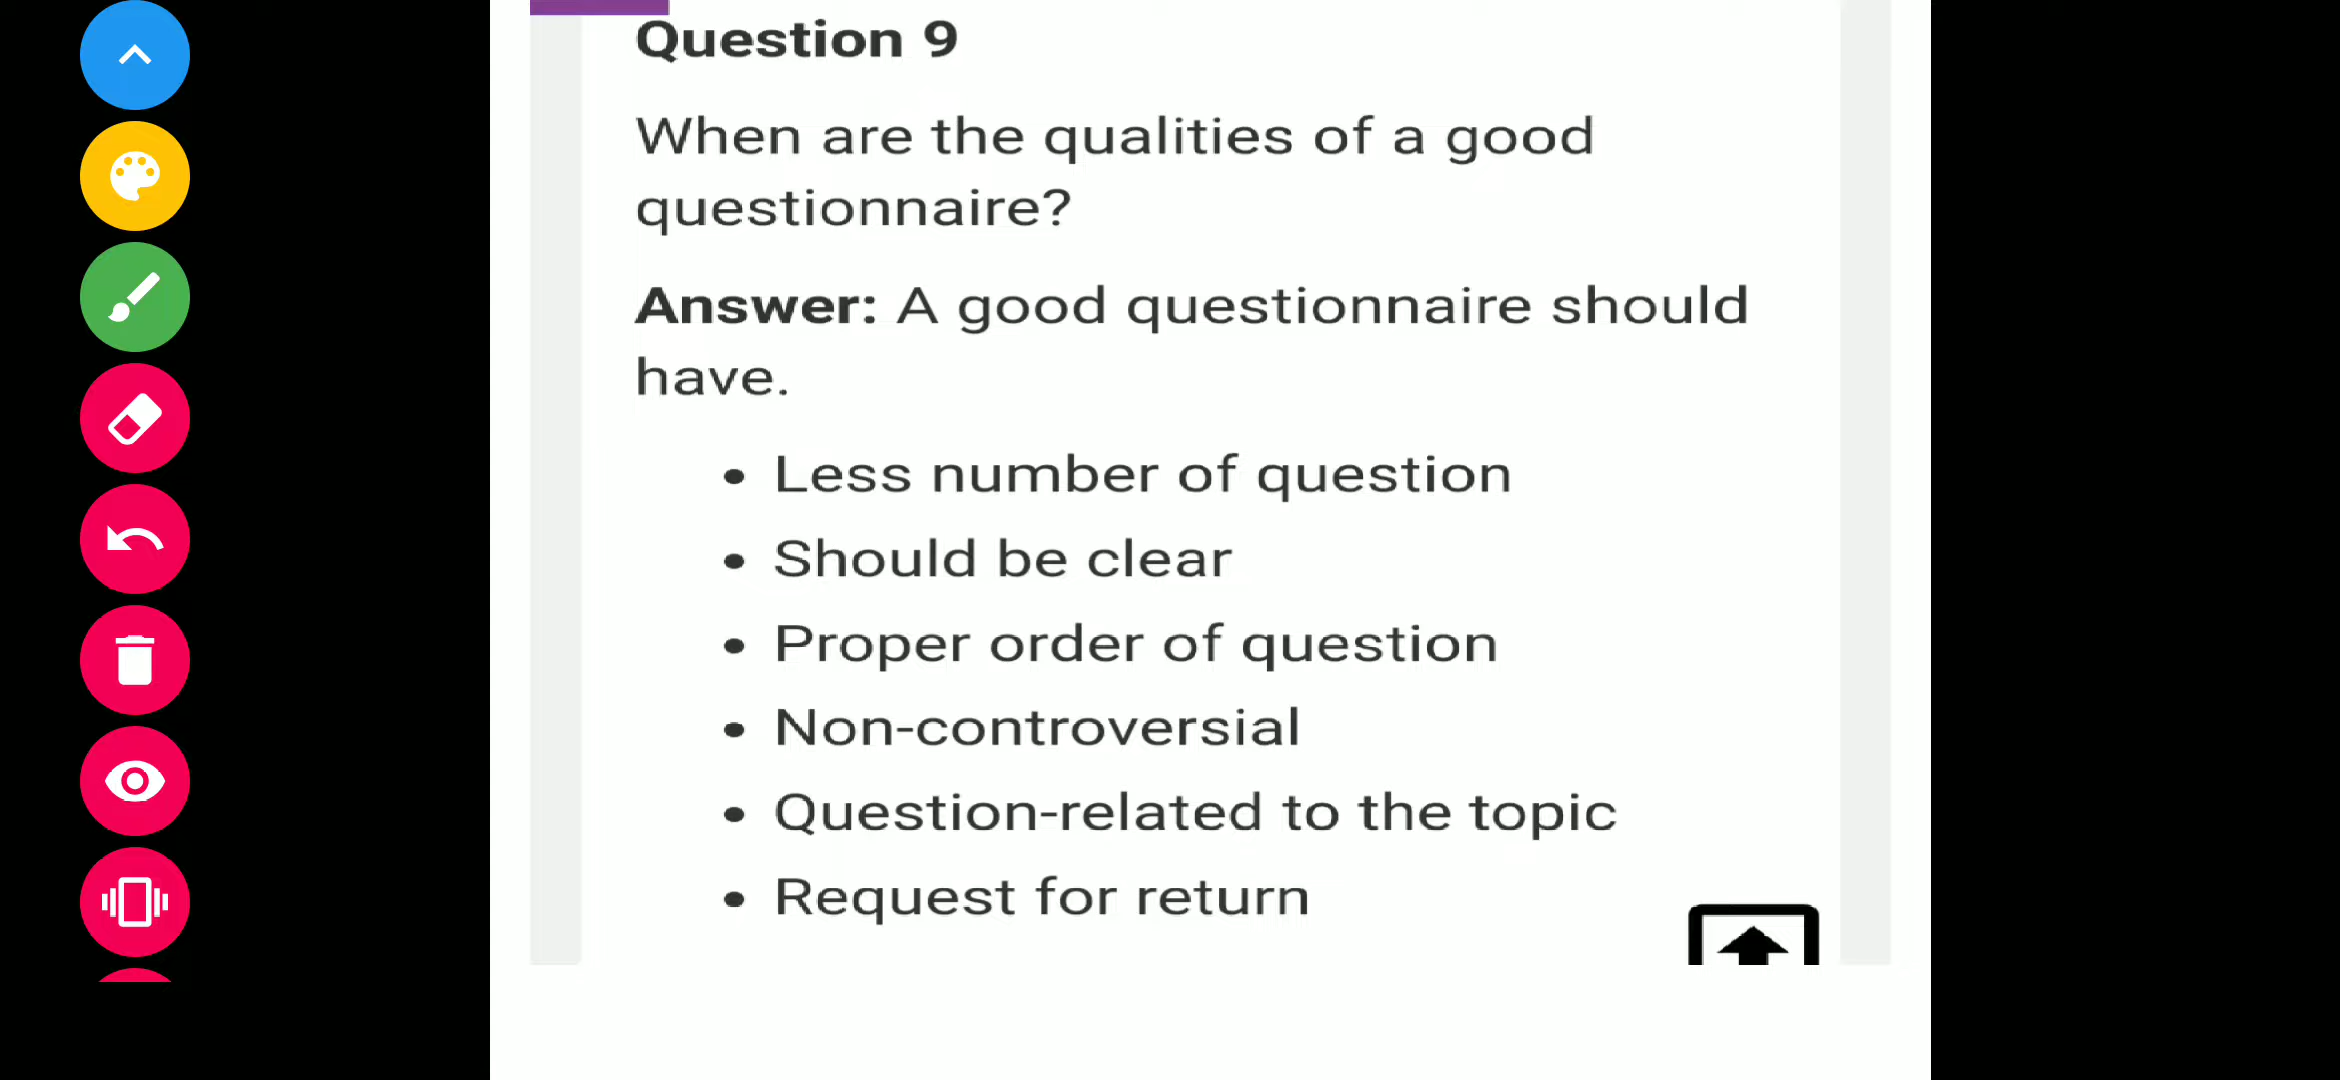 Question 9
When are the qualities of a good
questionnaire?
Answer: A good questionnaire should
have.
• Less number of question
• Should be clear
• Proper order of question
• Non-controversial
• Question-related to the topic
• Request for return